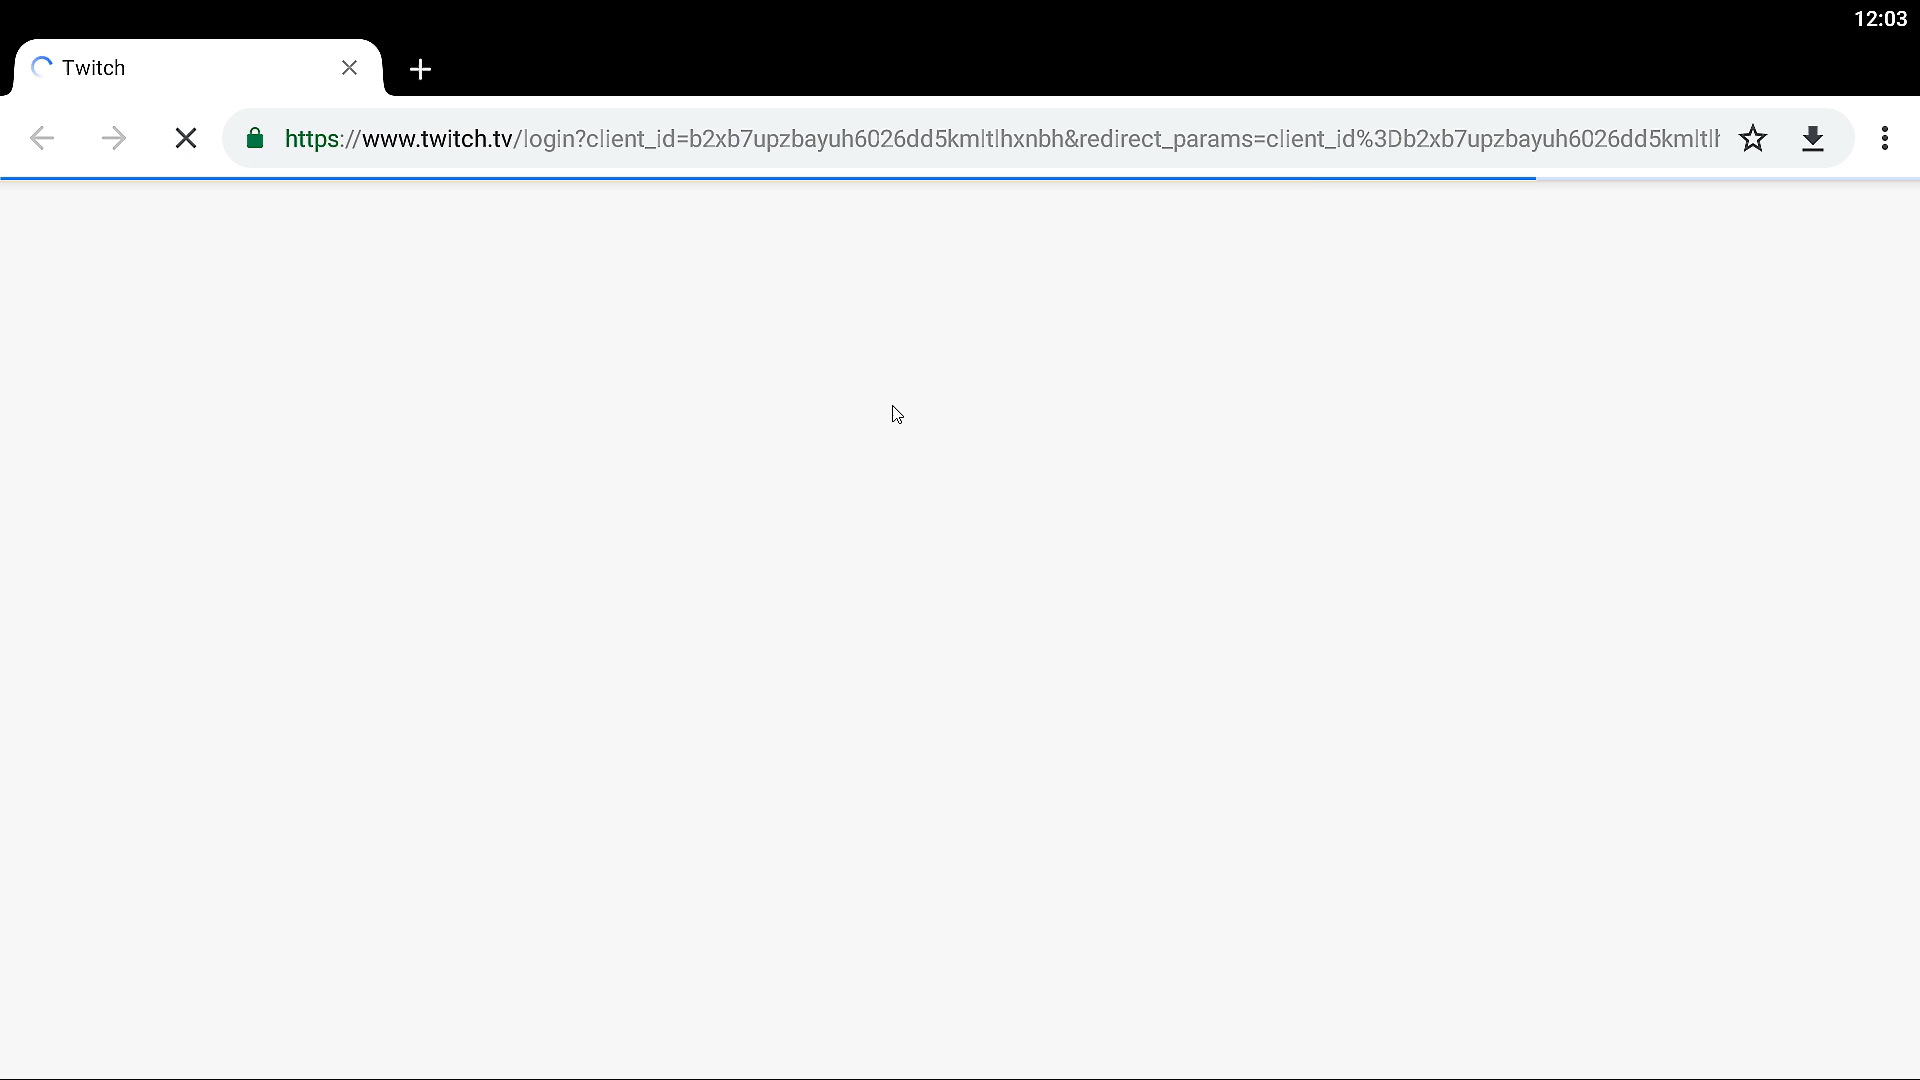 12:03
Twitch
https://www.twitch.tv/login?client_id=b2xb7upzbayuh6026dd5kmltlhxnbh&redirect_params=client_id%3Db2xb7upzbayuh6026dd5kmltlh